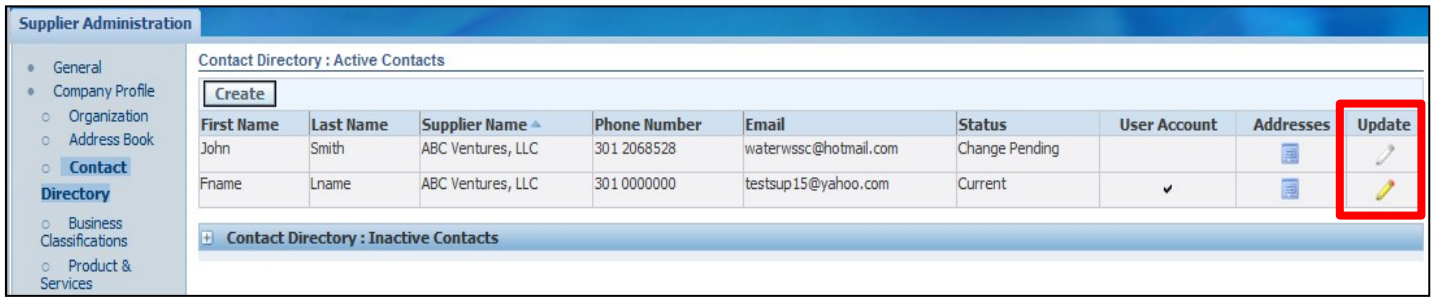 Supplier Administration
General
Company Profile
Organization
Address Book
Contact
Directory
Business
Classifications
Product &
Services
Contact Directory : Active Contacts
Create
First Name Last Name Supplier Name Phone Number Email Status User Account Addresses Update
John Smith ABC Ventures, LLC 301 2068528 waterwssc@hotmail.com Change Pending
Fname Lname ABC Ventures, LLC 301 0000000 testsup15@yahoo.com Current
Contact Directory : Inactive Contacts